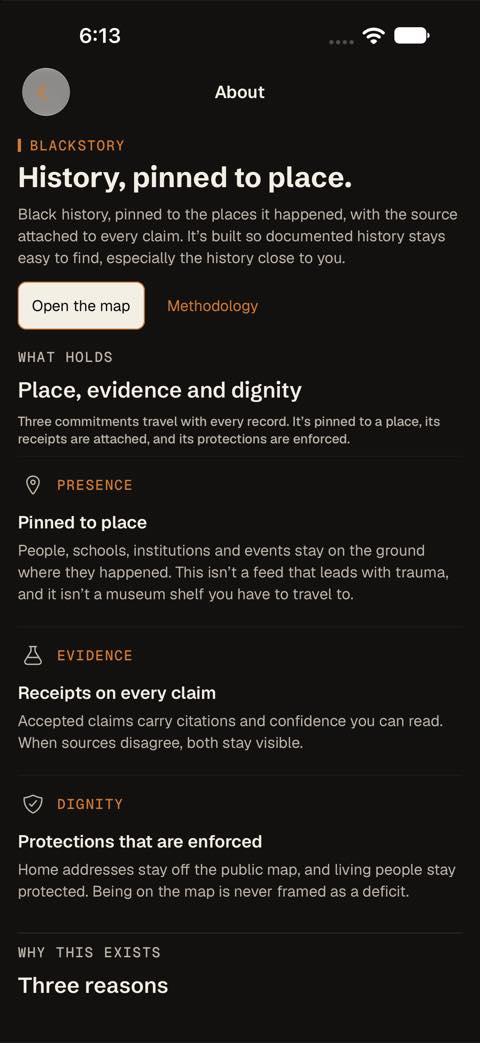 6:13
About
BLACKSTORY
History, pinned to place.
Black history, pinned to the places it happened, with the source
attached to every claim. It’s built so documented history stays
easy to find, especially the history close to you.
Open the map
Methodology
WHAT HOLDS
Place, evidence and dignity
Three commitments travel with every record. It’s pinned to a place, its
receipts are attached, and its protections are enforced.
PRESENCE
Pinned to place
People, schools, institutions and events stay on the ground
where they happened. This isn’t a feed that leads with trauma,
and it isn’t a museum shelf you have to travel to.
EVIDENCE
Receipts on every claim
Accepted claims carry citations and confidence you can read.
When sources disagree, both stay visible.
DIGNITY
Protections that are enforced
Home addresses stay off the public map, and living people stay
protected. Being on the map is never framed as a deficit.
WHY THIS EXISTS
Three reasons